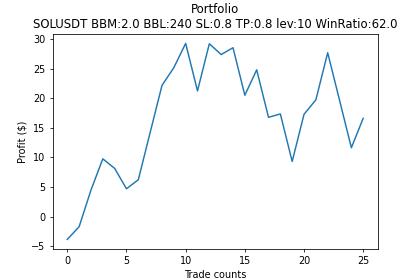 Portfolio
SOLUSDT BBM:2.0 BBL:240 SL:0.8 TP:0.8 lev:10 WinRatio:62.0
30
25
20
15
10
5
0
−5
Profit ($)
0 5 10 15 20 25
Trade counts